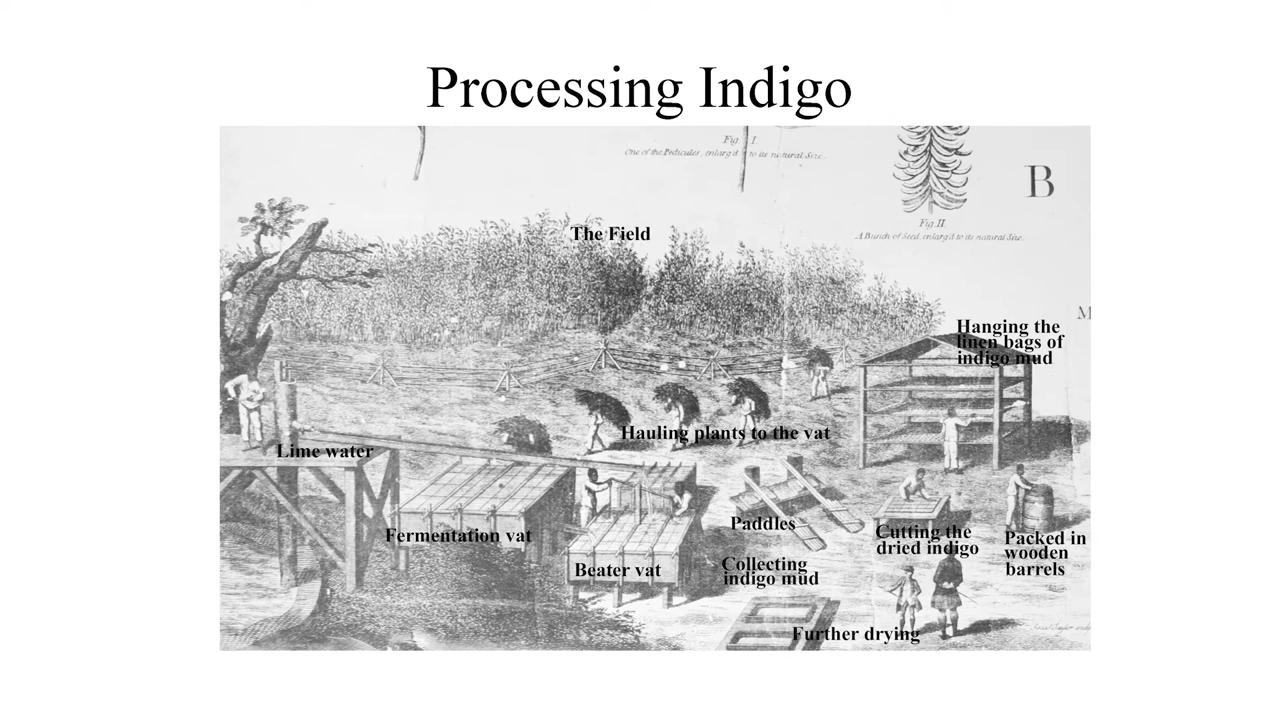 Processing Indigo
Fig. I.
One of the Pedicules, enlarg'd to its natural Size.
B
Fig. II.
A Bunch of Seed, enlarg'd to its natural Size.
The Field
M
Hanging the
linen bags of
indigo mud
Hauling plants to the vat
Lime water
Fermentation vat
Paddles
Cutting the
dried indigo
Packed in
wooden
barrels
Beater vat
Collecting
indigo mud
Further drying